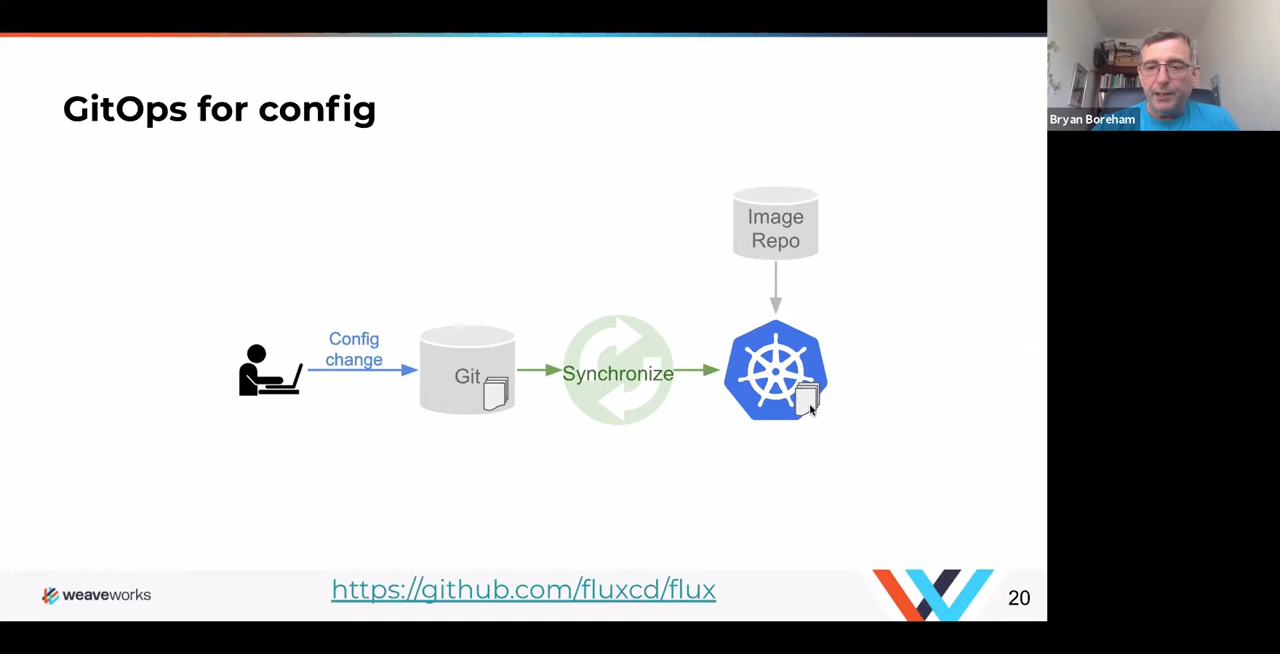 GitOps for config
Bryan Boreham
Image
Repo
Config
change
Git
Synchronize
weaveworks
https://github.com/fluxcd/flux
20